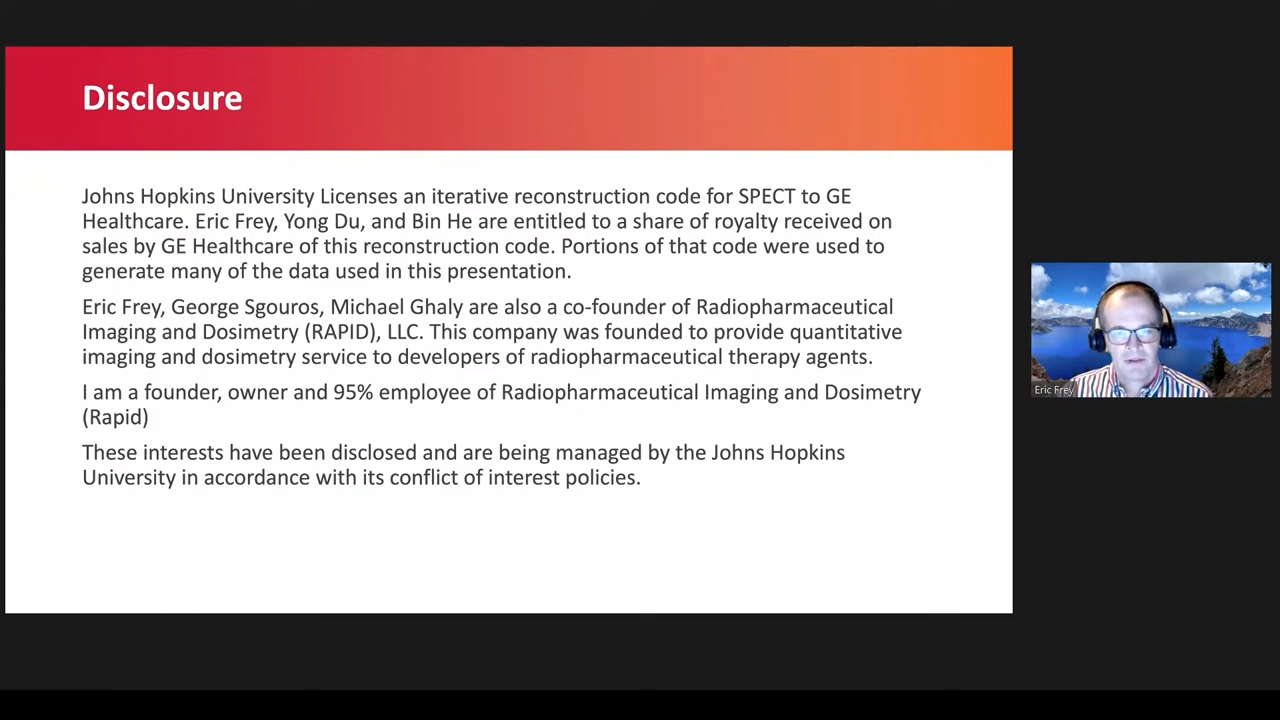 Disclosure
Johns Hopkins University Licenses an iterative reconstruction code for SPECT to GE
Healthcare. Eric Frey, Yong Du, and Bin He are entitled to a share of royalty received on
sales by GE Healthcare of this reconstruction code. Portions of that code were used to
generate many of the data used in this presentation.
Eric Frey, George Sgouros, Michael Ghaly are also a co-founder of Radiopharmaceutical
Imaging and Dosimetry (RAPID), LLC. This company was founded to provide quantitative
imaging and dosimetry service to developers of radiopharmaceutical therapy agents.
I am a founder, owner and 95% employee of Radiopharmaceutical Imaging and Dosimetry
(Rapid)
These interests have been disclosed and are being managed by the Johns Hopkins
University in accordance with its conflict of interest policies.
Eric Frey